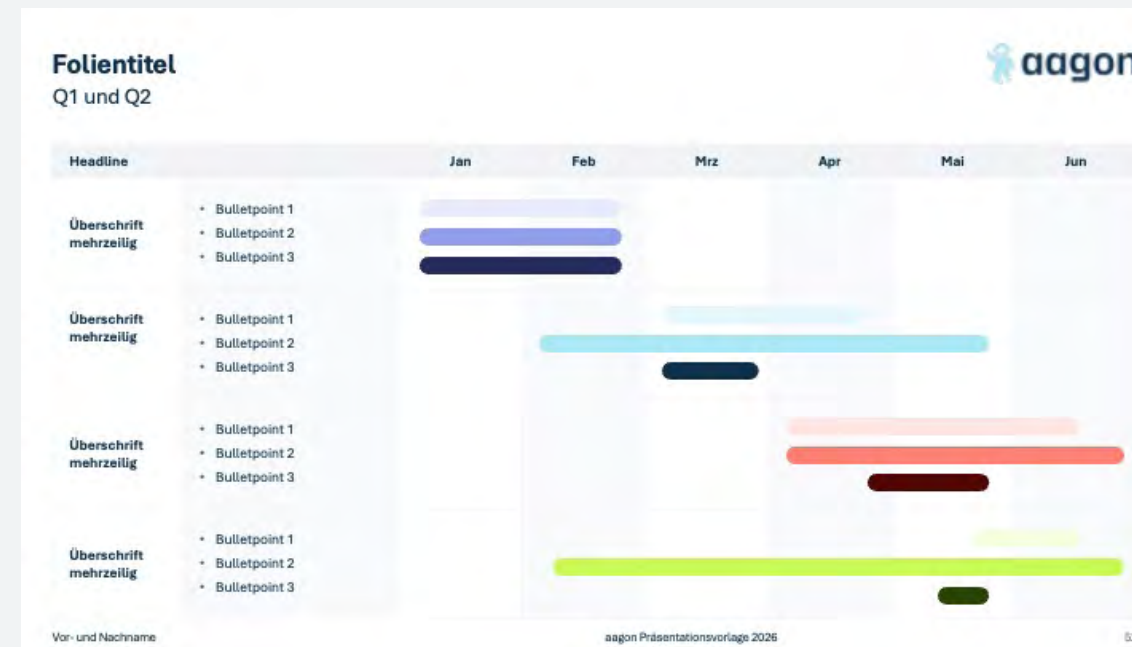 Folientitel
aagon
Q1 und Q2
Headline Jan Feb Mrz Apr Mai Jun
Überschrift
mehrzeilig
• Bulletpoint 1
• Bulletpoint 2
• Bulletpoint 3
Überschrift
mehrzeilig
• Bulletpoint 1
• Bulletpoint 2
• Bulletpoint 3
Überschrift
mehrzeilig
• Bulletpoint 1
• Bulletpoint 2
• Bulletpoint 3
Überschrift
mehrzeilig
• Bulletpoint 1
• Bulletpoint 2
• Bulletpoint 3
Vor- und Nachname aagon Präsentationsvorlage 2026